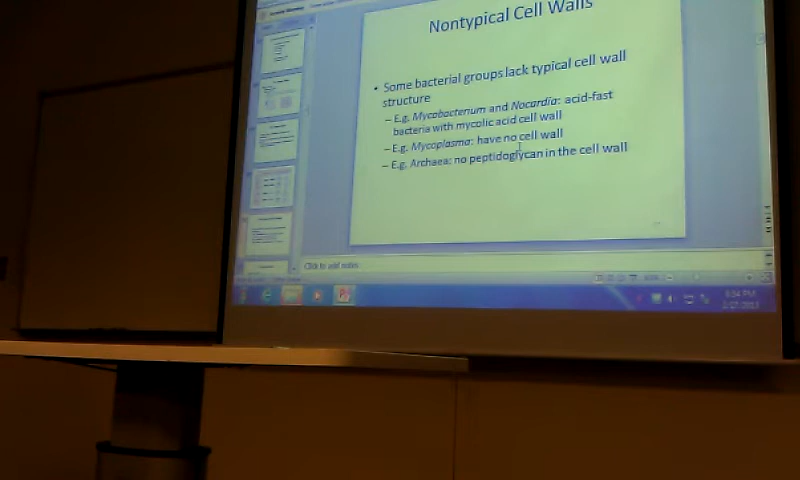 Nontypical Cell Walls
• Some bacterial groups lack typical cell wall
structure
– E.g. Mycobacterium and Nocardia: acid-fast
bacteria with mycolic acid cell wall
– E.g. Mycoplasma: have no cell wall
– E.g. Archaea: no peptidoglycan in the cell wall
Click to add notes